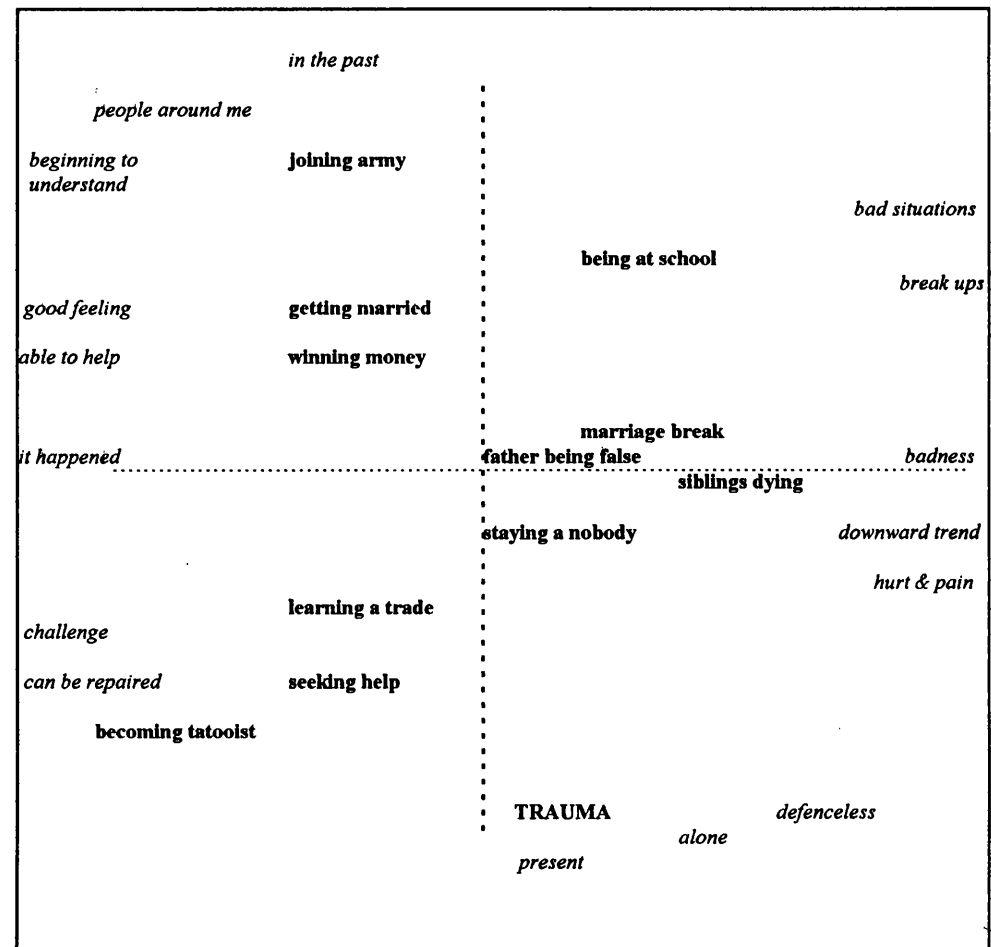 in the past
people around me
beginning to
understand
joining army
bad situations
being at school
break ups
good feeling
getting married
able to help
winning money
marriage break
it happened
father being false
badness
siblings dying
staying a nobody
downward trend
hurt & pain
learning a trade
challenge
can be repaired
seeking help
becoming tatooist
TRAUMA
defenceless
alone
present